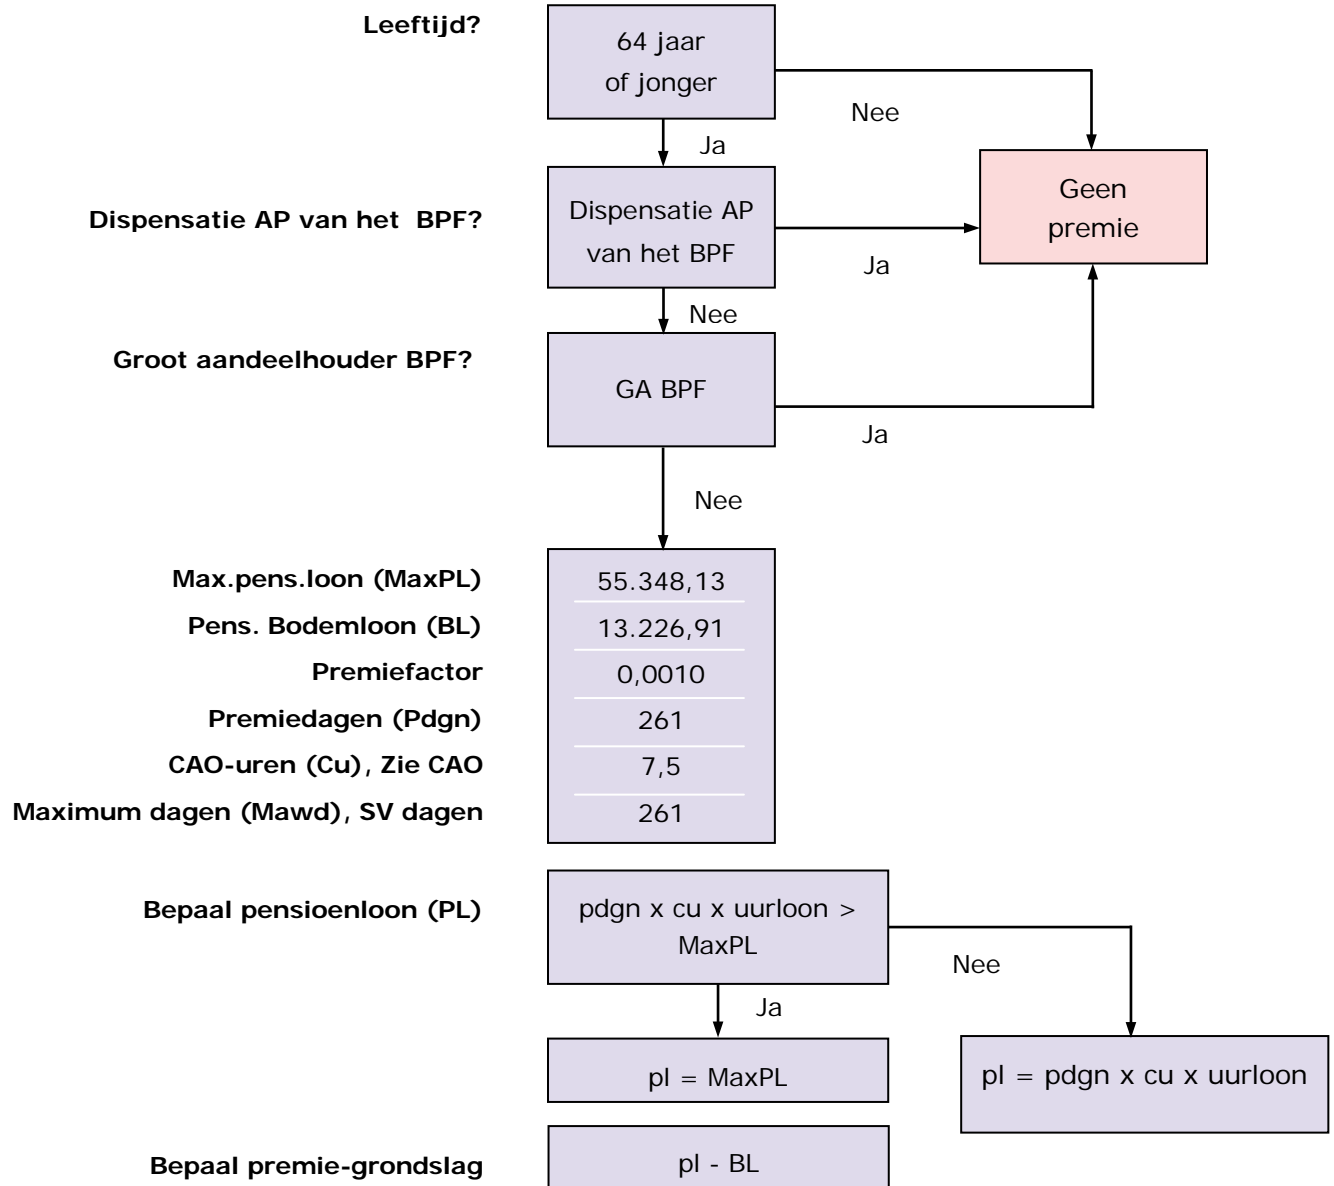 Leeftijd?
64 jaar
of jonger
Nee
Ja
Geen
premie
Dispensatie AP van het BPF?
Dispensatie AP
van het BPF
Ja
Nee
Groot aandeelhouder BPF?
GA BPF
Ja
Nee
Max.pens.loon (MaxPL)
55.348,13
Pens. Bodemloon (BL)
13.226,91
Premiefactor
0,0010
Premiedagen (Pdgn)
261
CAO-uren (Cu), Zie CAO
7,5
Maximum dagen (Mawd), SV dagen
261
Bepaal pensioenloon (PL)
pdgn x cu x uurloon >
MaxPL
Nee
Ja
pl = MaxPL
pl = pdgn x cu x uurloon
Bepaal premie-grondslag
pl - BL